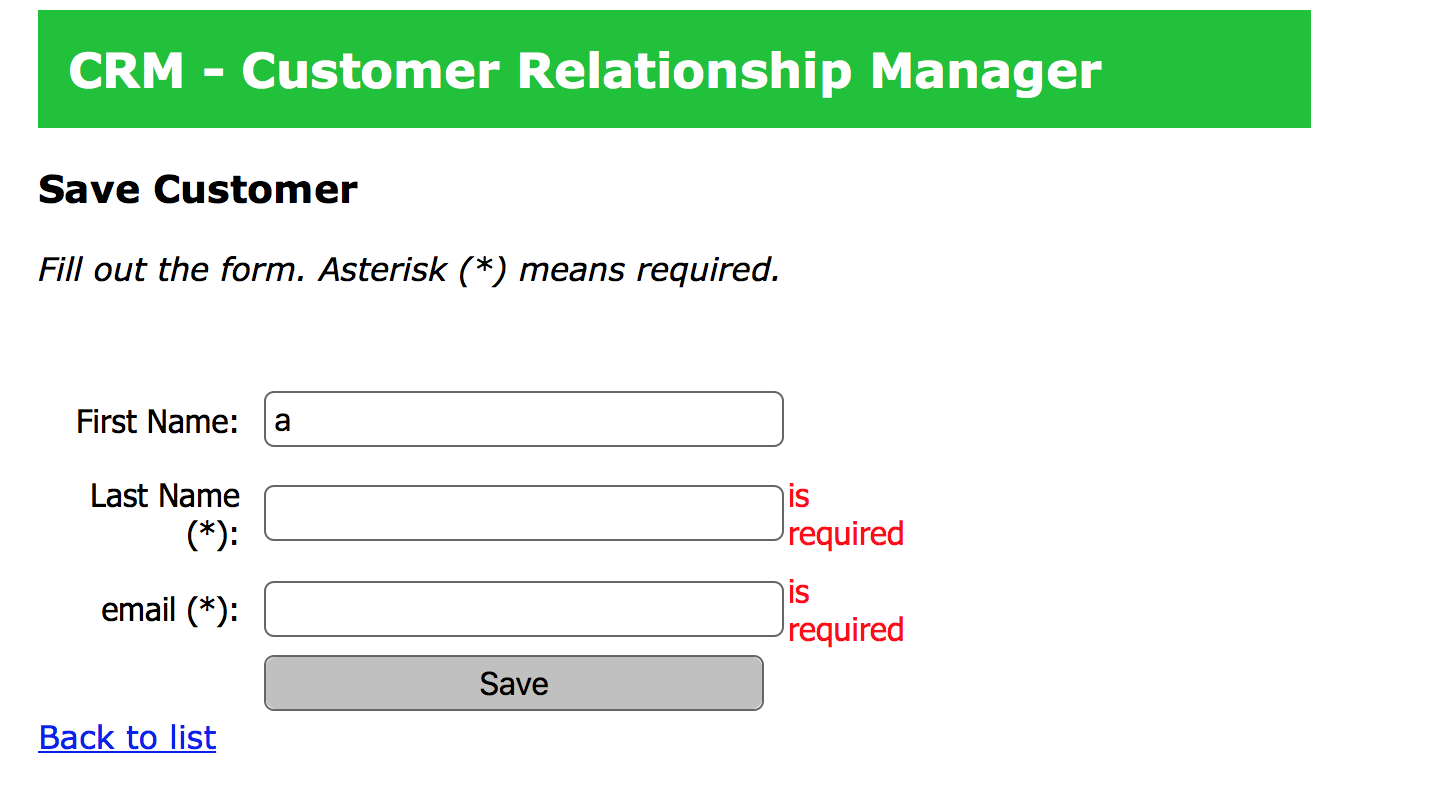 CRM - Customer Relationship Manager
Save Customer
Fill out the form. Asterisk (*) means required.
First Name:
a
Last Name
(*):
is
required
email (*):
is
required
Save
Back to list